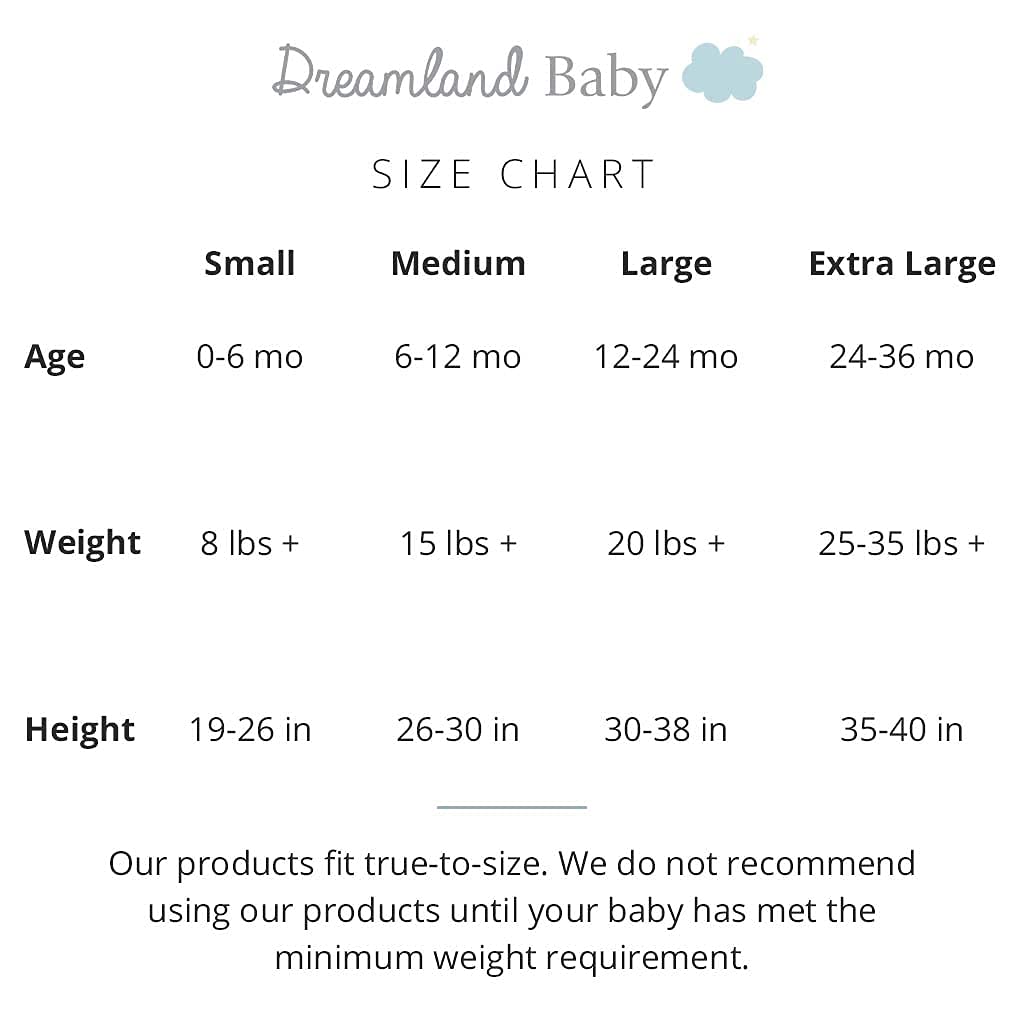 Dreamland Baby
SIZE CHART
Small Medium Large Extra Large
Age 0-6 mo 6-12 mo 12-24 mo 24-36 mo
Weight 8 lbs + 15 lbs + 20 lbs + 25-35 lbs +
Height 19-26 in 26-30 in 30-38 in 35-40 in
Our products fit true-to-size. We do not recommend
using our products until your baby has met the
minimum weight requirement.